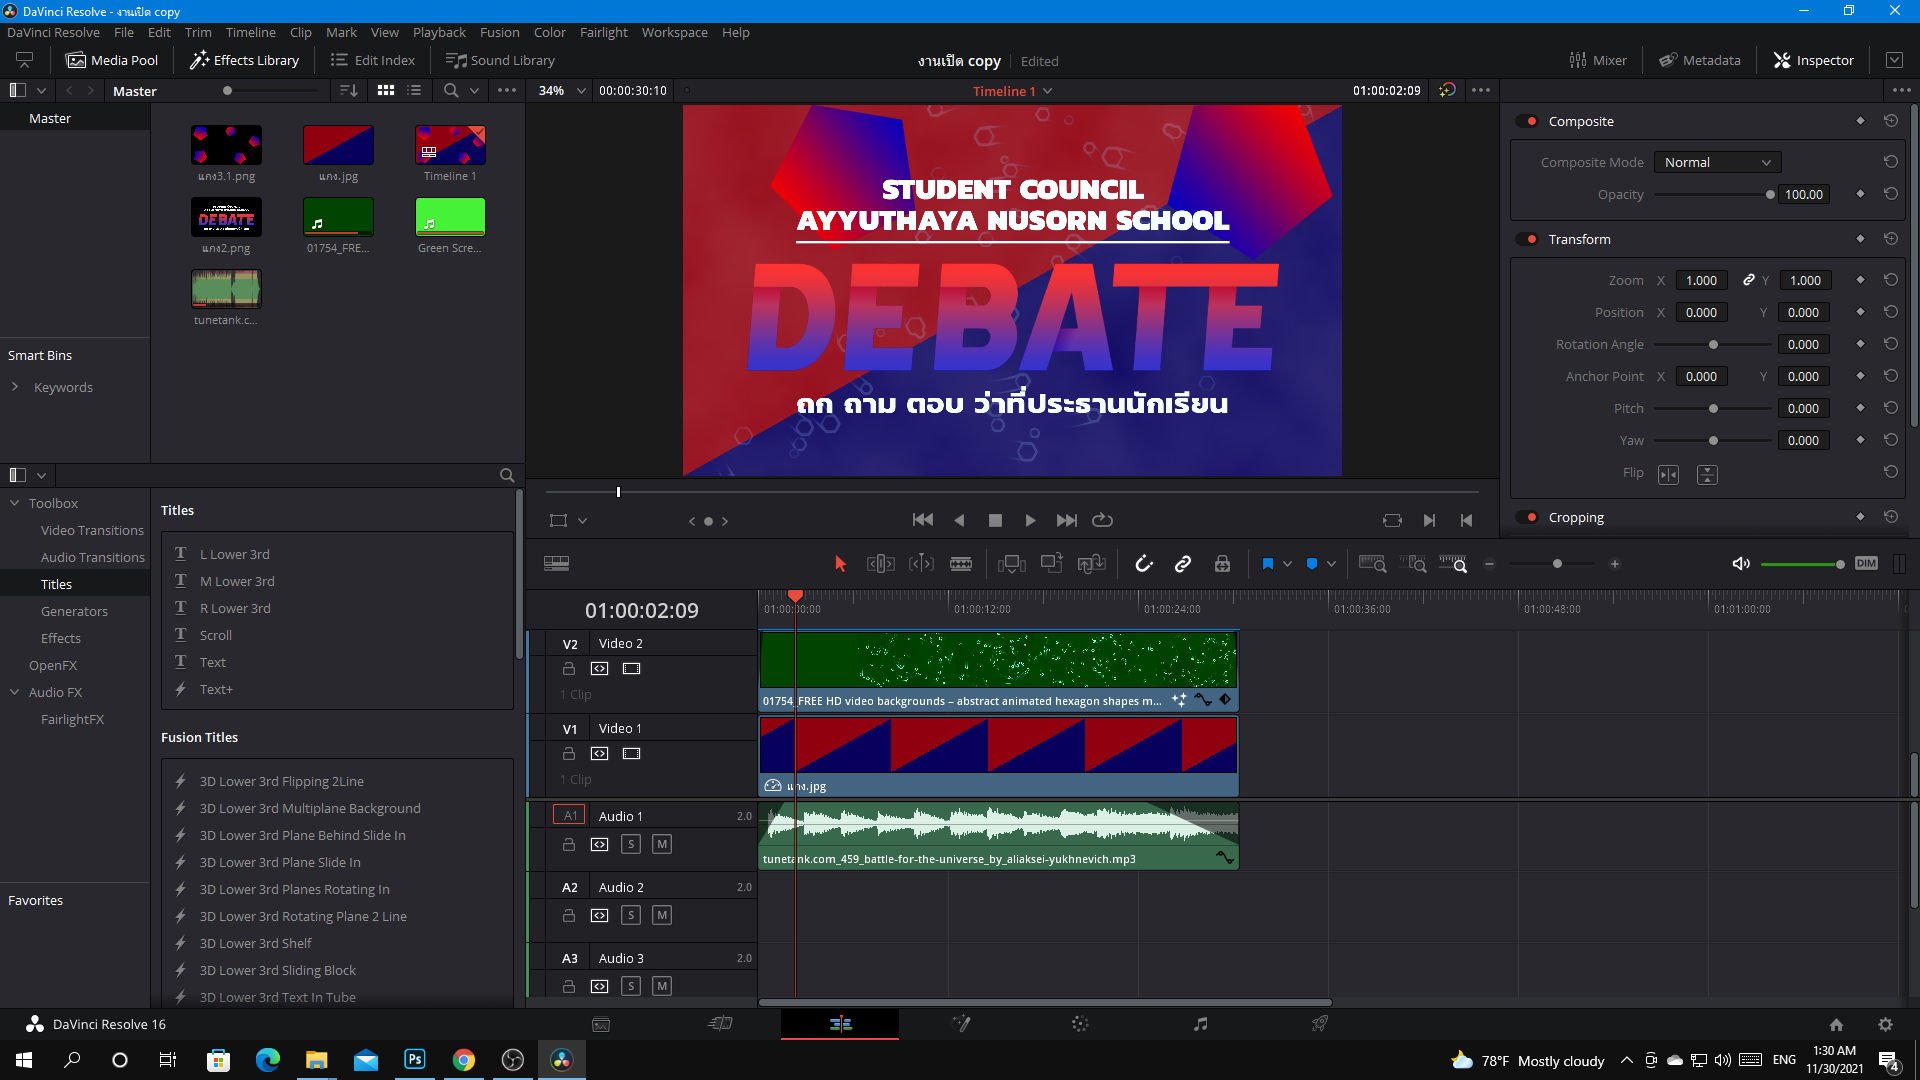 DaVinci Resolve - งานเปิด copy
DaVinci Resolve File Edit Trim Timeline Clip Mark View Playback Fusion Color Fairlight Workspace Help
Media Pool Effects Library Edit Index Sound Library งานเปิด copy Edited Mixer Metadata Inspector
Master 34% 00:00:30:10 Timeline 1 01:00:02:09
Master
แกง3.1.png แกง.jpg Timeline 1
แกง2.png 01754_FRE... Green Scre...
tunetank.c...
Smart Bins
Keywords
STUDENT COUNCIL
AYYUTHAYA NUSORN SCHOOL
DEBATE
ถก ถาม ตอบ ว่าที่ประธานนักเรียน
Composite
Composite Mode Normal
Opacity 100.00
Transform
Zoom X 1.000 Y 1.000
Position X 0.000 Y 0.000
Rotation Angle 0.000
Anchor Point X 0.000 Y 0.000
Pitch 0.000
Yaw 0.000
Flip
Cropping
Toolbox
Video Transitions
Audio Transitions
Titles
Generators
Effects
OpenFX
Audio FX
FairlightFX
Favorites
Titles
L Lower 3rd
M Lower 3rd
R Lower 3rd
Scroll
Text
Text+
Fusion Titles
3D Lower 3rd Flipping 2Line
3D Lower 3rd Multiplane Background
3D Lower 3rd Plane Behind Slide In
3D Lower 3rd Plane Slide In
3D Lower 3rd Planes Rotating In
3D Lower 3rd Rotating Plane 2 Line
3D Lower 3rd Shelf
3D Lower 3rd Sliding Block
3D Lower 3rd Text In Tube
DIM
01:00:02:09 01:00:00:00 01:00:12:00 01:00:24:00 01:00:36:00 01:00:48:00 01:01:00:00
V2 Video 2
1 Clip
01754_FREE HD video backgrounds – abstract animated hexagon shapes m...
V1 Video 1
1 Clip
แกง.jpg
A1 Audio 1 2.0
S M
tunetank.com_459_battle-for-the-universe_by_aliaksei-yukhnevich.mp3
A2 Audio 2 2.0
S M
A3 Audio 3 2.0
S M
DaVinci Resolve 16
Ps 78°F Mostly cloudy ENG 1:30 AM
11/30/2021 4